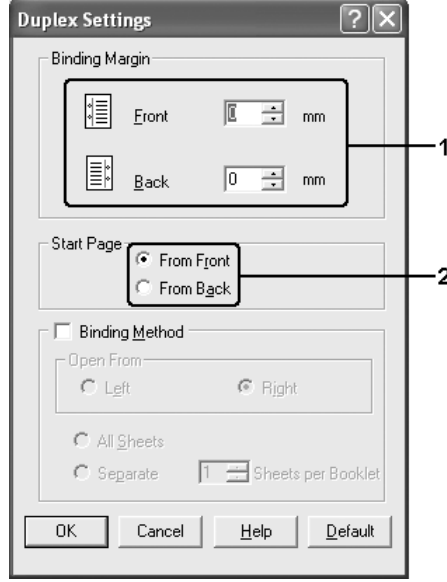 Duplex Settings
Binding Margin
Front 0 mm
1
Back 0 mm
Start Page
From Front
2
From Back
Binding Method
Open From
Left Right
All Sheets
Separate 1 Sheets per Booklet
OK Cancel Help Default